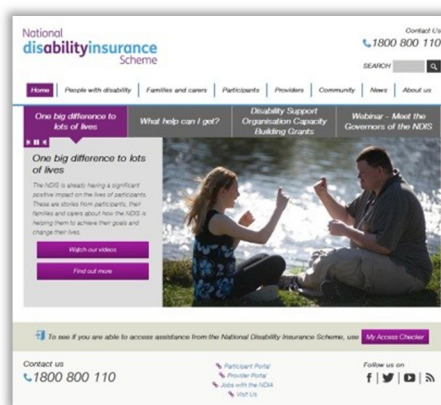 National
disabilityinsurance
Scheme
Contact Us
1800 800 110
SEARCH
Home
People with disability
Families and carers
Participants
Providers
Community
News
About us
One big difference to
lots of lives
What help can I get?
Disability Support
Organisation Capacity
Building Grants
Webinar - Meet the
Governors of the NDIS
One big difference to lots
of lives
The NDIS is already having a significant
positive impact on the lives of participants.
These are stories from participants, their
families and carers about how the NDIS is
helping them to achieve their goals and
change their lives.
Watch our videos
Find out more
To see if you are able to access assistance from the National Disability Insurance Scheme, use
My Access Checker
Contact us
1800 800 110
Participant Portal
Provider Portal
Jobs with the NDIA
Visit Us
Follow us on